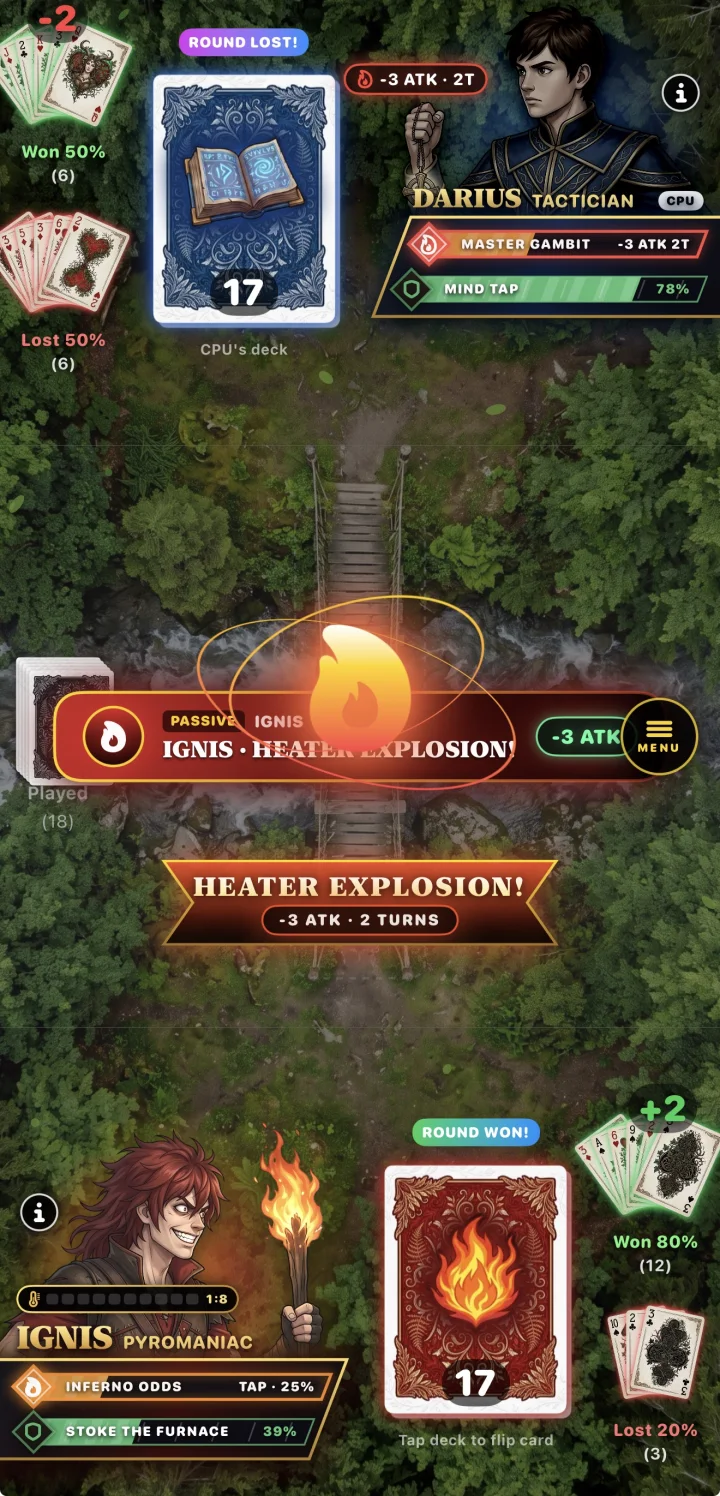 -2
ROUND LOST!
-3 ATK · 2T
Won 50%
(6)
DARIUS TACTICIAN CPU
MASTER GAMBIT -3 ATK 2T
MIND TAP 78%
17
Lost 50%
(6)
CPU's deck
PASSIVE IGNIS
IGNIS · HEATER EXPLOSION!
-3 ATK
MENU
Played
(18)
HEATER EXPLOSION!
-3 ATK · 2 TURNS
+2
ROUND WON!
Won 80%
(12)
1:8
IGNIS PYROMANIAC
INFERNO ODDS TAP · 25%
STOKE THE FURNACE 39%
17
Tap deck to flip card
Lost 20%
(3)